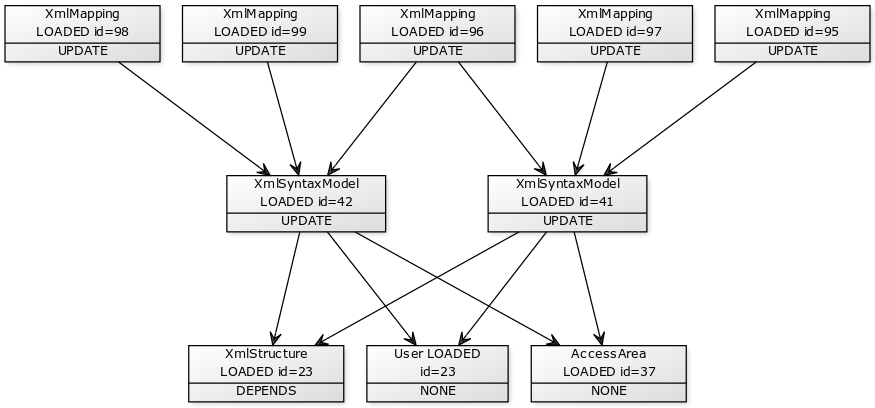 XmlMapping
LOADED id=98
UPDATE
XmlMapping
LOADED id=99
UPDATE
XmlMapping
LOADED id=96
UPDATE
XmlMapping
LOADED id=97
UPDATE
XmlMapping
LOADED id=95
UPDATE
XmlSyntaxModel
LOADED id=42
UPDATE
XmlSyntaxModel
LOADED id=41
UPDATE
XmlStructure
LOADED id=23
DEPENDS
User LOADED
id=23
NONE
AccessArea
LOADED id=37
NONE